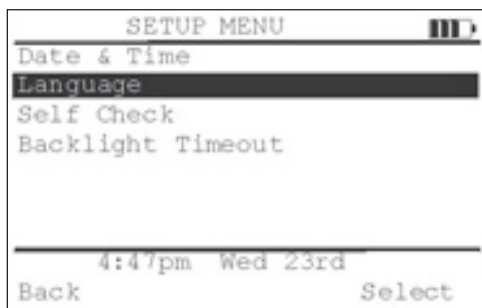 SETUP MENU
Date & Time
Language
Self Check
Backlight Timeout
4:47pm Wed 23rd
Back Select